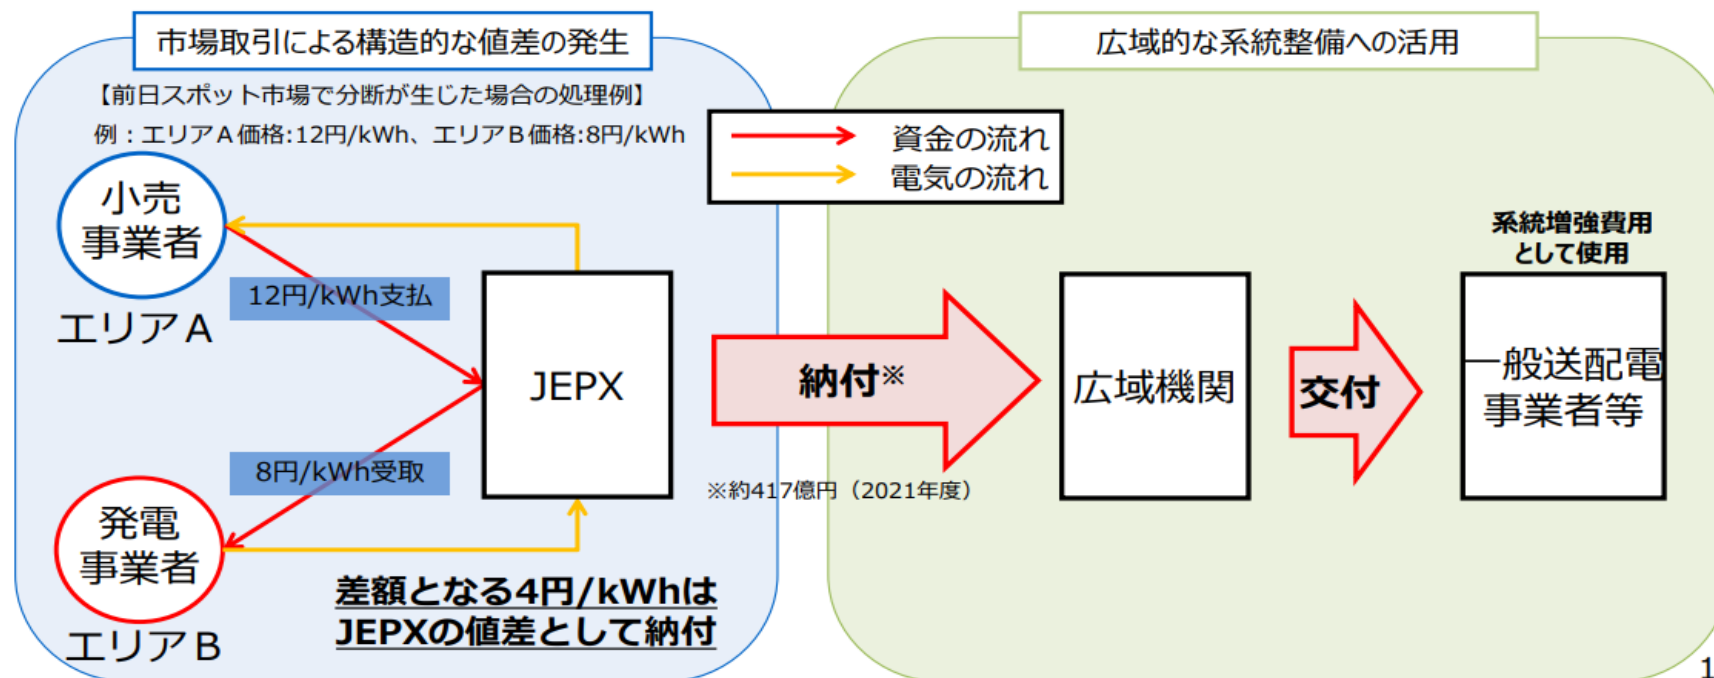 市場取引による構造的な値差の発生
【前日スポット市場で分断が生じた場合の処理例】
例：エリアA価格:12円/kWh、エリアB価格:8円/kWh
小売
事業者
エリアA
12円/kWh支払
JEPX
8円/kWh受取
発電
事業者
エリアB
差額となる4円/kWhは
JEPXの値差として納付
資金の流れ
電気の流れ
納付※
※約417億円（2021年度）
広域的な系統整備への活用
広域機関
交付
系統増強費用
として使用
一般送配電
事業者等
1